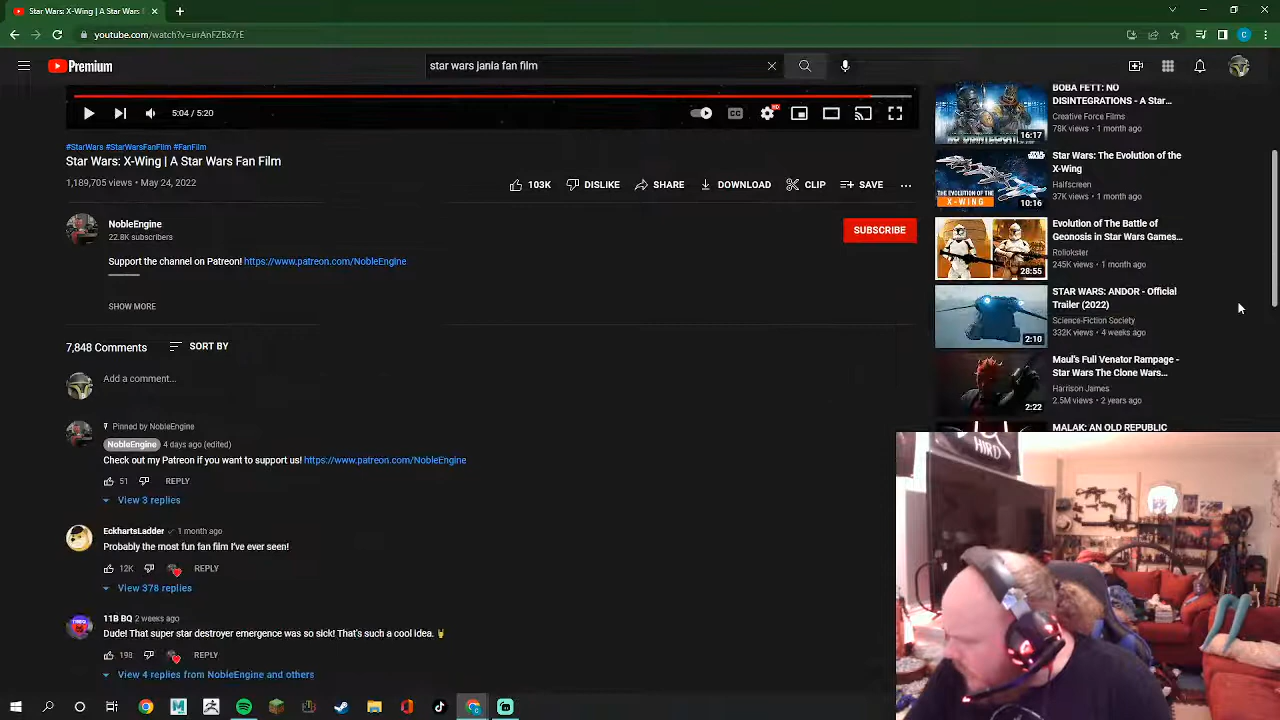 Star Wars: X-Wing | A Star Wars
youtube.com/watch?v=urAnFZBx7rE
Premium
star wars jania fan film
5:04 / 5:20
CC
HD
#StarWars #StarWarsFanFilm #FanFilm
Star Wars: X-Wing | A Star Wars Fan Film
1,189,705 views • May 24, 2022
103K
DISLIKE
SHARE
DOWNLOAD
CLIP
SAVE
NobleEngine
22.8K subscribers
SUBSCRIBE
Support the channel on Patreon! https://www.patreon.com/NobleEngine
SHOW MORE
7,848 Comments
SORT BY
Add a comment...
Pinned by NobleEngine
NobleEngine 4 days ago (edited)
Check out my Patreon if you want to support us! https://www.patreon.com/NobleEngine
51
REPLY
View 3 replies
EckhartsLadder 1 month ago
Probably the most fun fan film I've ever seen!
12K
REPLY
View 378 replies
11B BQ 2 weeks ago
Dude! That super star destroyer emergence was so sick! That's such a cool idea.
198
REPLY
View 4 replies from NobleEngine and others
BOBA FETT: NO
DISINTEGRATIONS - A Star...
Creative Force Films
78K views • 1 month ago
16:17
Star Wars: The Evolution of the
X-Wing
Halfscreen
37K views • 1 month ago
THE EVOLUTION OF THE
X-WING
10:16
Evolution of The Battle of
Geonosis in Star Wars Games...
Roliokster
245K views • 1 month ago
28:55
STAR WARS: ANDOR - Official
Trailer (2022)
Science-Fiction Society
332K views • 4 weeks ago
2:10
Maul's Full Venator Rampage -
Star Wars The Clone Wars...
Harrison James
2.5M views • 2 years ago
2:22
MALAK: AN OLD REPUBLIC
HIRD